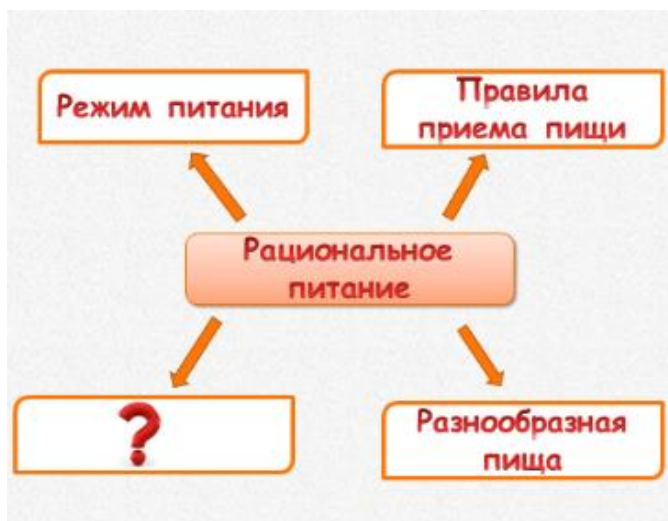 Режим питания
Правила
приема пищи
Рациональное
питание
?
Разнообразная
пища